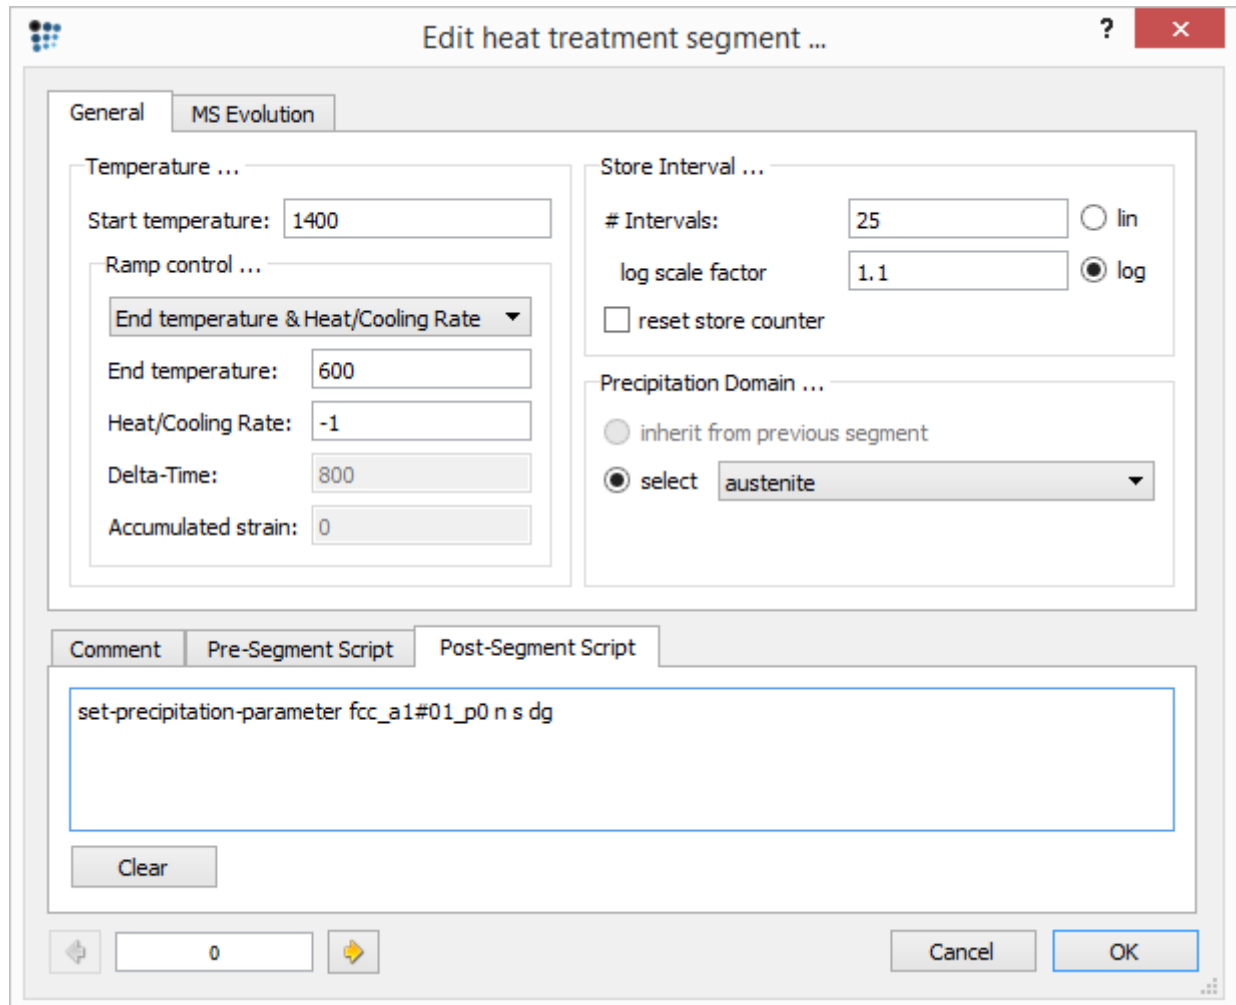 Edit heat treatment segment ...
?
×
General
MS Evolution
Temperature ...
Start temperature: 1400
Ramp control ...
End temperature & Heat/Cooling Rate
End temperature: 600
Heat/Cooling Rate: -1
Delta-Time: 800
Accumulated strain: 0
Store Interval ...
# Intervals: 25 lin
log scale factor 1.1 log
reset store counter
Precipitation Domain ...
inherit from previous segment
select austenite
Comment
Pre-Segment Script
Post-Segment Script
set-precipitation-parameter fcc_a1#01_p0 n s dg
Clear
0
Cancel
OK